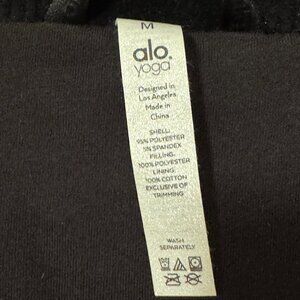 M
alo.
yoga
Designed in
Los Angeles
Made in
China
SHELL:
95% POLYESTER
5% SPANDEX
FILLING:
100% POLYESTER
LINING:
100% COTTON
EXCLUSIVE OF
TRIMMING
WASH
SEPARATELY